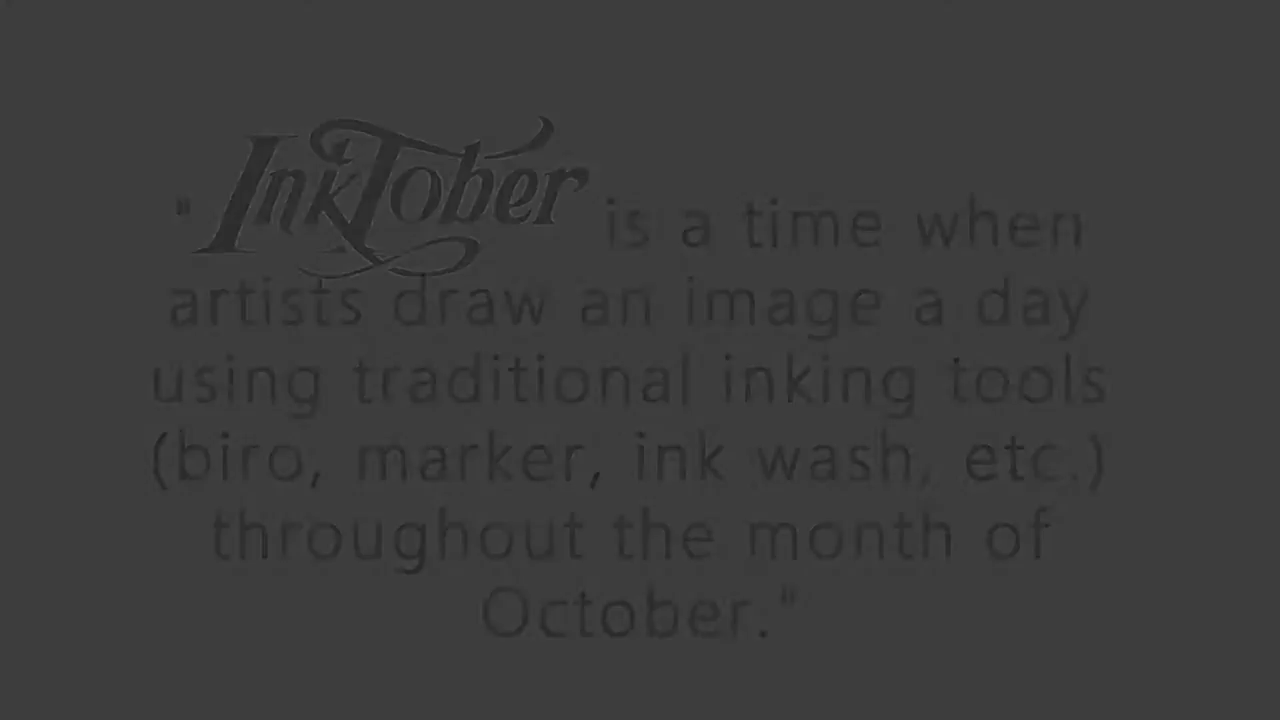 "InkTober is a time when
artists draw an image a day
using traditional inking tools
(biro, marker, ink wash, etc.)
throughout the month of
October."